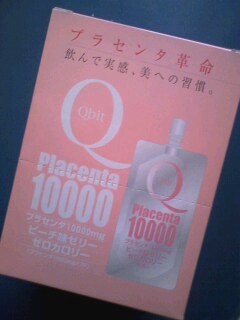 プラセンタ革命
飲んで実感、美への習慣。
Q
Qbit
Placenta
10000
プラセンタ10000mg
ピーチ味ゼリー
ゼロカロリー
Q
Placenta
10000